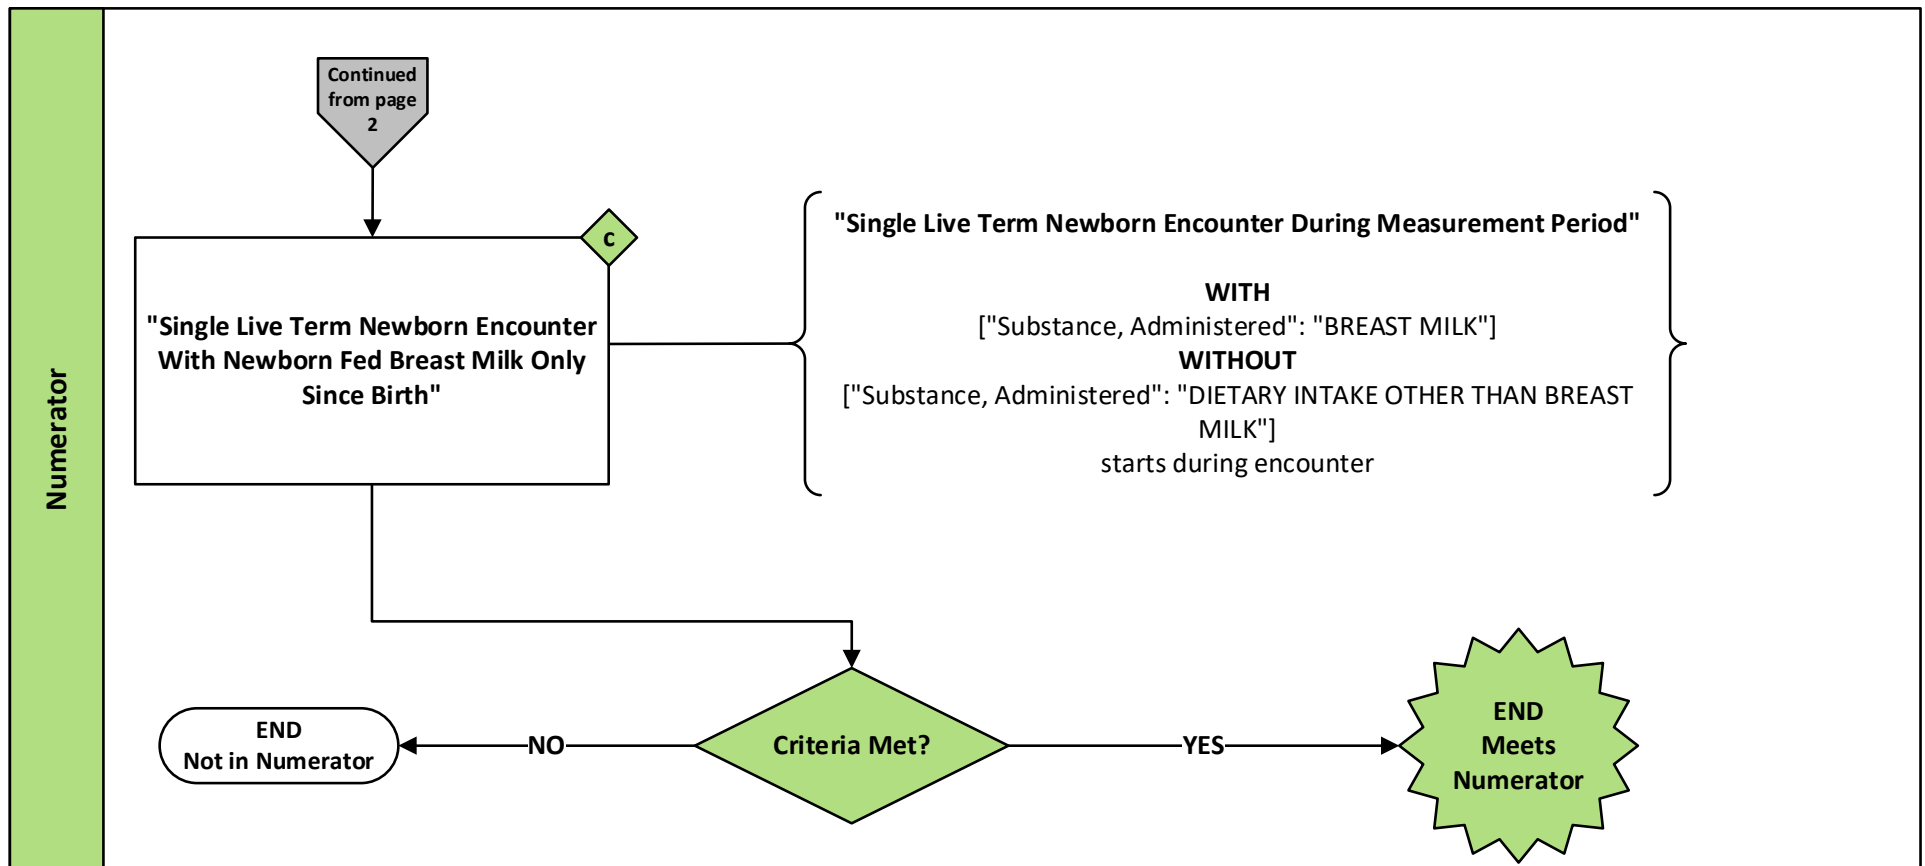 Numerator
Continued
from page
2
c
"Single Live Term Newborn Encounter
With Newborn Fed Breast Milk Only
Since Birth"
"Single Live Term Newborn Encounter During Measurement Period"
WITH
["Substance, Administered": "BREAST MILK"]
WITHOUT
["Substance, Administered": "DIETARY INTAKE OTHER THAN BREAST
MILK"]
starts during encounter
END
Not in Numerator
NO
Criteria Met?
YES
END
Meets
Numerator